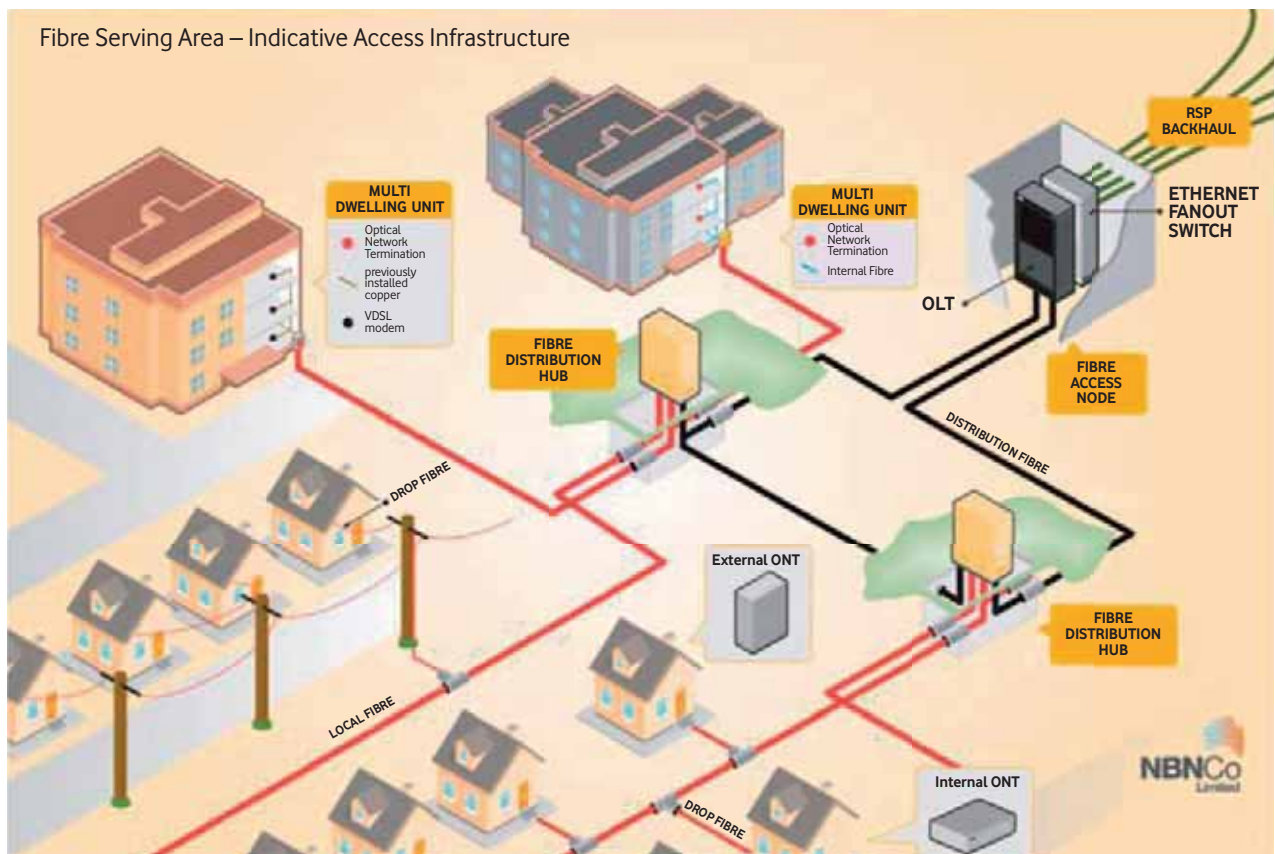 Fibre Serving Area – Indicative Access Infrastructure
RSP
BACKHAUL
MULTI
DWELLING UNIT
Optical
Network
Termination
previously
installed
copper
VDSL
modem
MULTI
DWELLING UNIT
Optical
Network
Termination
Internal Fibre
ETHERNET
FANOUT
SWITCH
OLT
FIBRE
DISTRIBUTION
HUB
FIBRE
ACCESS
NODE
DISTRIBUTION FIBRE
DROP FIBRE
External ONT
FIBRE
DISTRIBUTION
HUB
LOCAL FIBRE
NBNCo
Limited
Internal ONT
DROP FIBRE